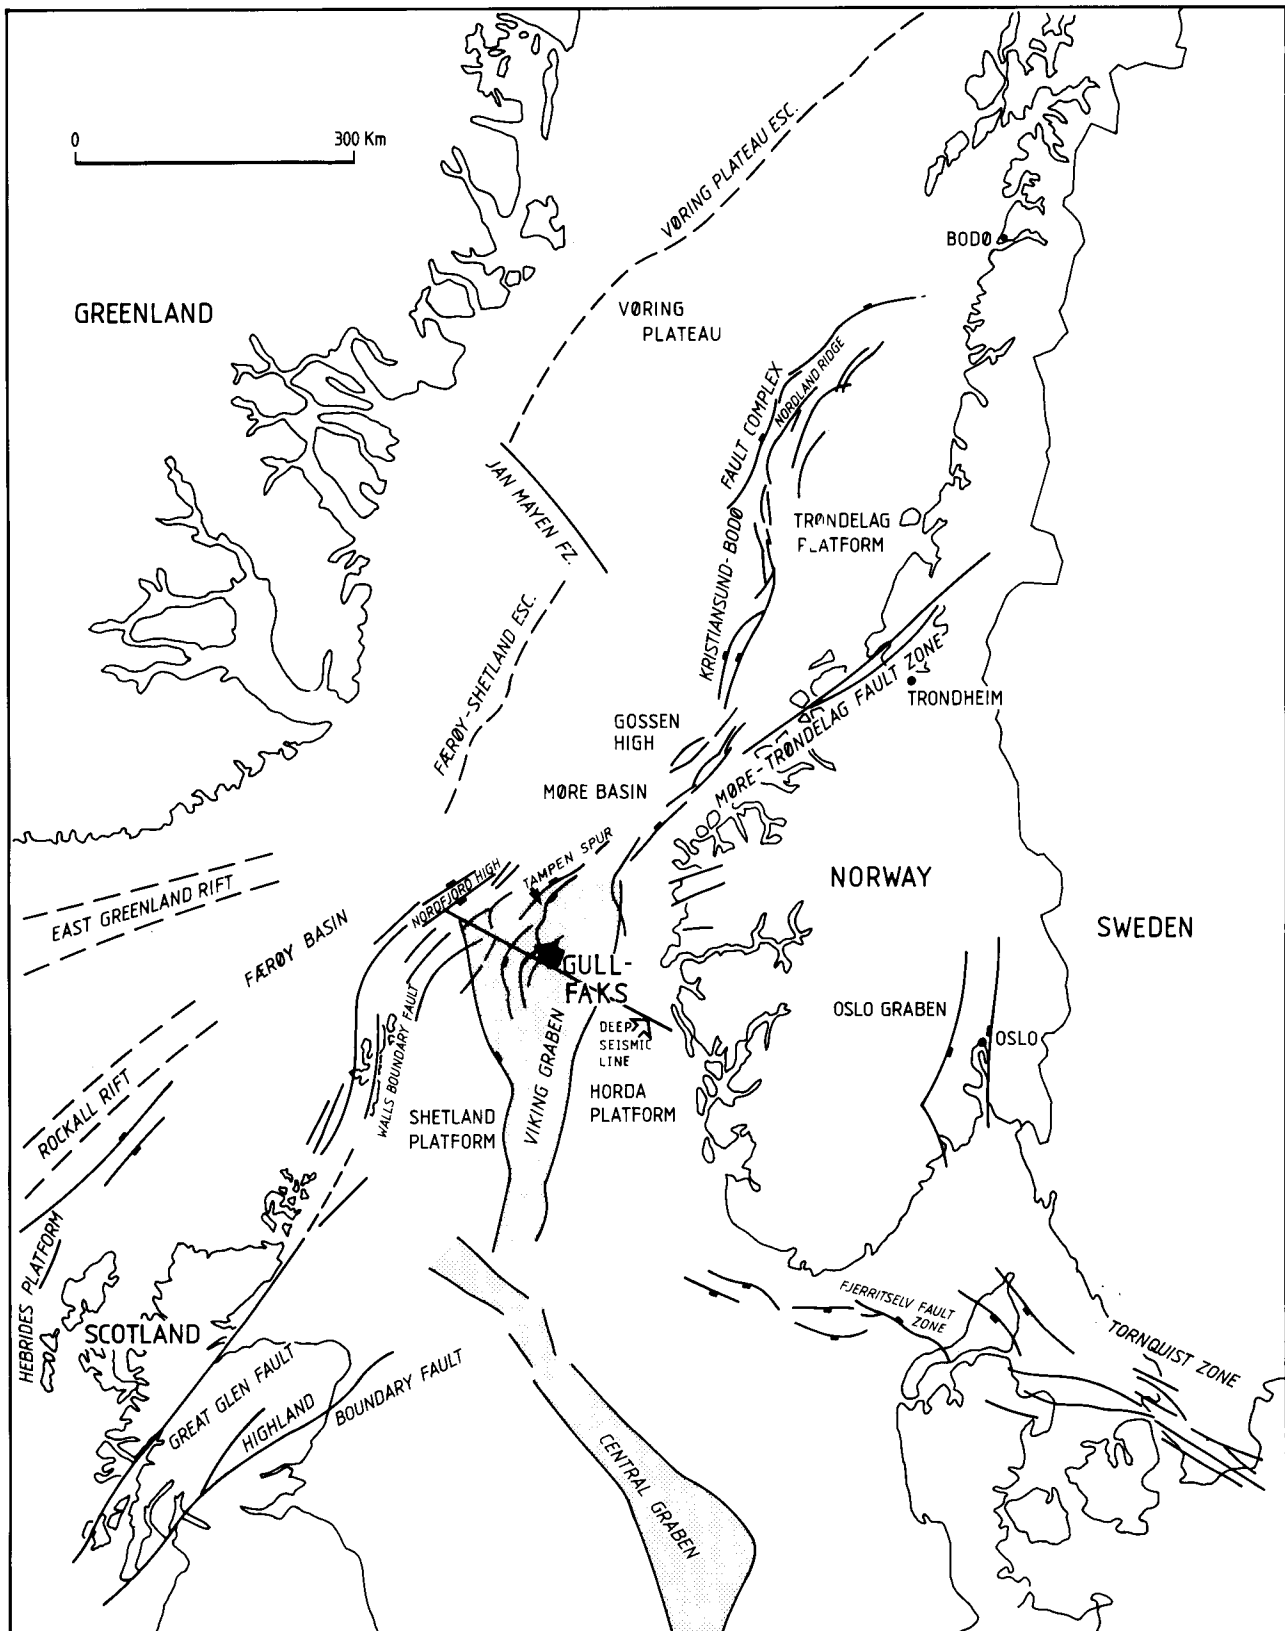 0 300 Km
VØRING PLATEAU ESC.
BODØ
GREENLAND
VØRING
PLATEAU
NORDLAND RIDGE
FAULT COMPLEX
KRISTIANSUND-BODØ
JAN MAYEN FZ.
TRØNDELAG
PLATFORM
FÆRØY-SHETLAND ESC.
TRONDHEIM
MØRE-TRØNDELAG FAULT ZONE
GOSSEN
HIGH
MØRE BASIN
TAMPEN SPUR
NORDFJORD HIGH
NORWAY
SWEDEN
EAST GREENLAND RIFT
FÆRØY BASIN
GULL-
FAKS
OSLO GRABEN
OSLO
DEEP
SEISMIC
LINE
WALLS BOUNDARY FAULT
VIKING GRABEN
HORDA
PLATFORM
SHETLAND
PLATFORM
ROCKALL RIFT
HEBRIDES PLATFORM
SCOTLAND
FJERRITSELV FAULT
ZONE
TORNQUIST ZONE
GREAT GLEN FAULT
HIGHLAND BOUNDARY FAULT
CENTRAL GRABEN